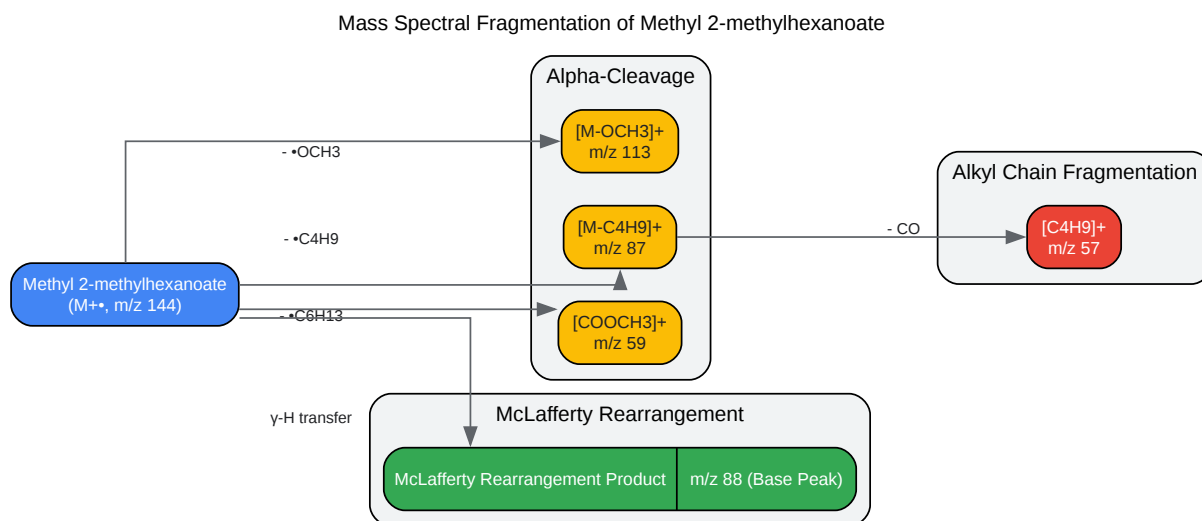 Mass Spectral Fragmentation of Methyl 2-methylhexanoate
Alpha-Cleavage
[M-OCH3]+
m/z 113
- •OCH3
Alkyl Chain Fragmentation
[M-C4H9]+
m/z 87
- •C4H9
- CO
[C4H9]+
m/z 57
Methyl 2-methylhexanoate
(M+•, m/z 144)
- •C6H13
[COOCH3]+
m/z 59
γ-H transfer
McLafferty Rearrangement
McLafferty Rearrangement Product
m/z 88 (Base Peak)